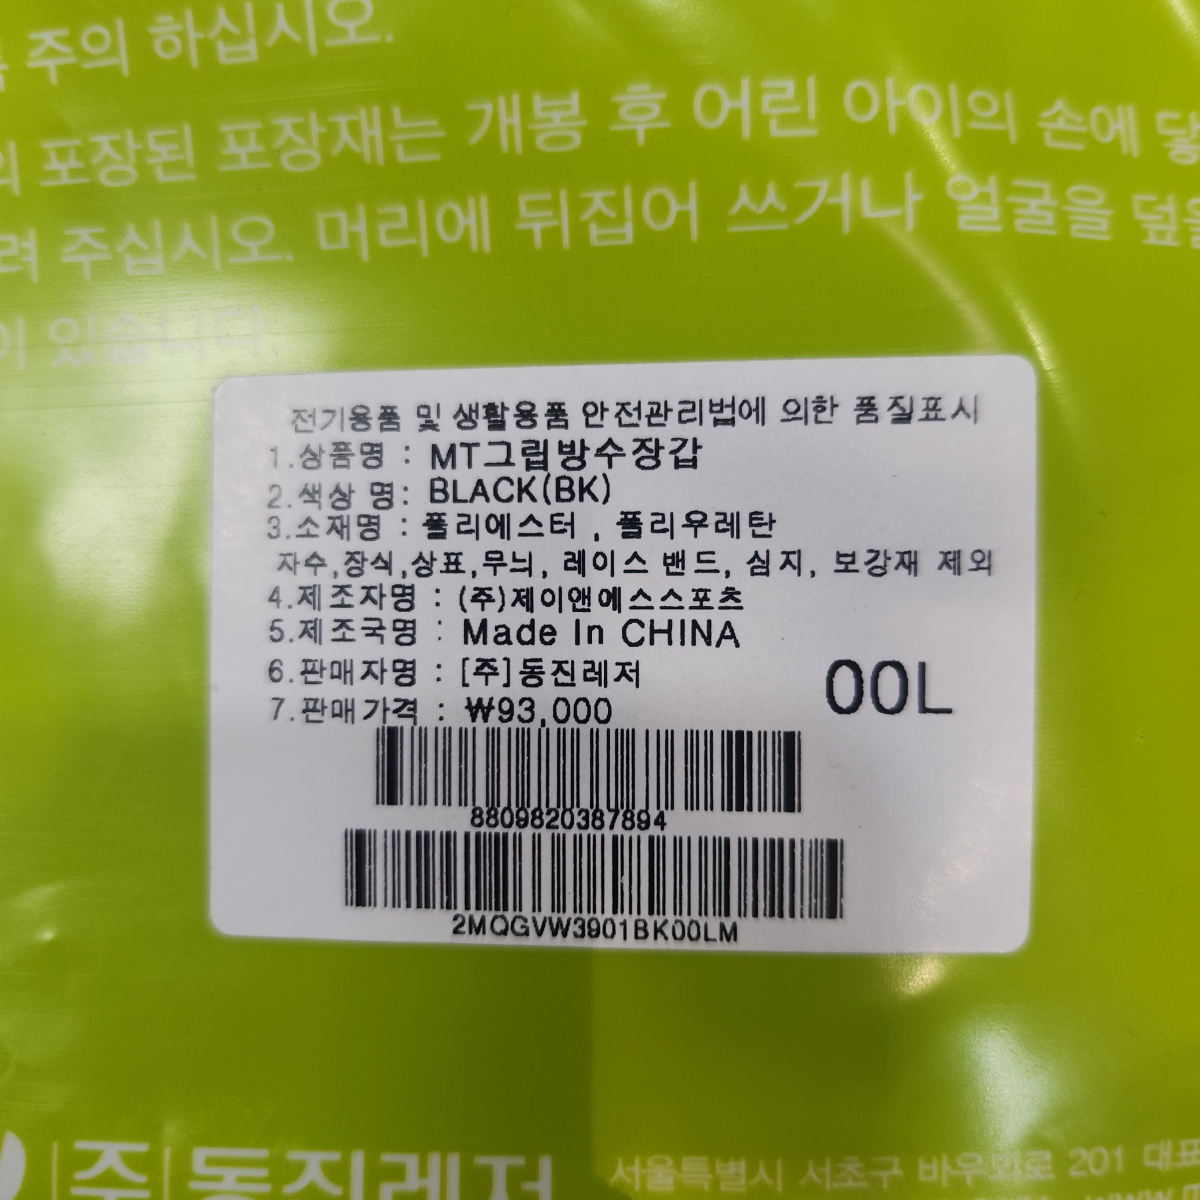 주의 하십시오.
포장된 포장재는 개봉 후 어린 아이의 손에
주십시오. 머리에 뒤집어 쓰거나 얼굴을
있습니다
전기용품 및 생활용품 안전관리법에 의한 품질표시
1.상품명 : MT그립방수장갑
2.색상 명: BLACK(BK)
3.소재명 : 폴리에스터 , 폴리우레탄
자수,장식,상표,무늬, 레이스 밴드, 심지, 보강재 제외
4.제조자명 : (주)제이앤에스스포츠
5.제조국명 : Made In CHINA
6.판매자명 : [주]동진레저
7.판매가격 : ₩93,000
00L
8809820387894
2MQGVW3901BK00LM
주 동진레저
서울특별시 서초구 바우뫼로 201 대표